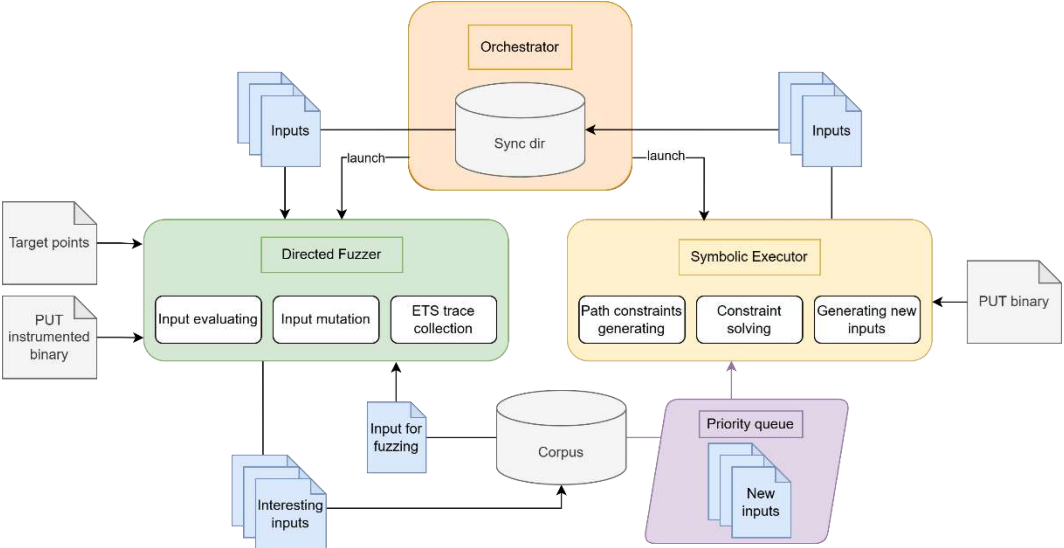 Orchestrator
Inputs
Sync dir
Inputs
launch
launch
Target points
Directed Fuzzer
Symbolic Executor
PUT
instrumented
binary
Input evaluating
Input mutation
ETS trace
collection
Path constraints
generating
Constraint
solving
Generating new
inputs
PUT binary
Input for
fuzzing
Corpus
Priority queue
Interesting
inputs
New
inputs